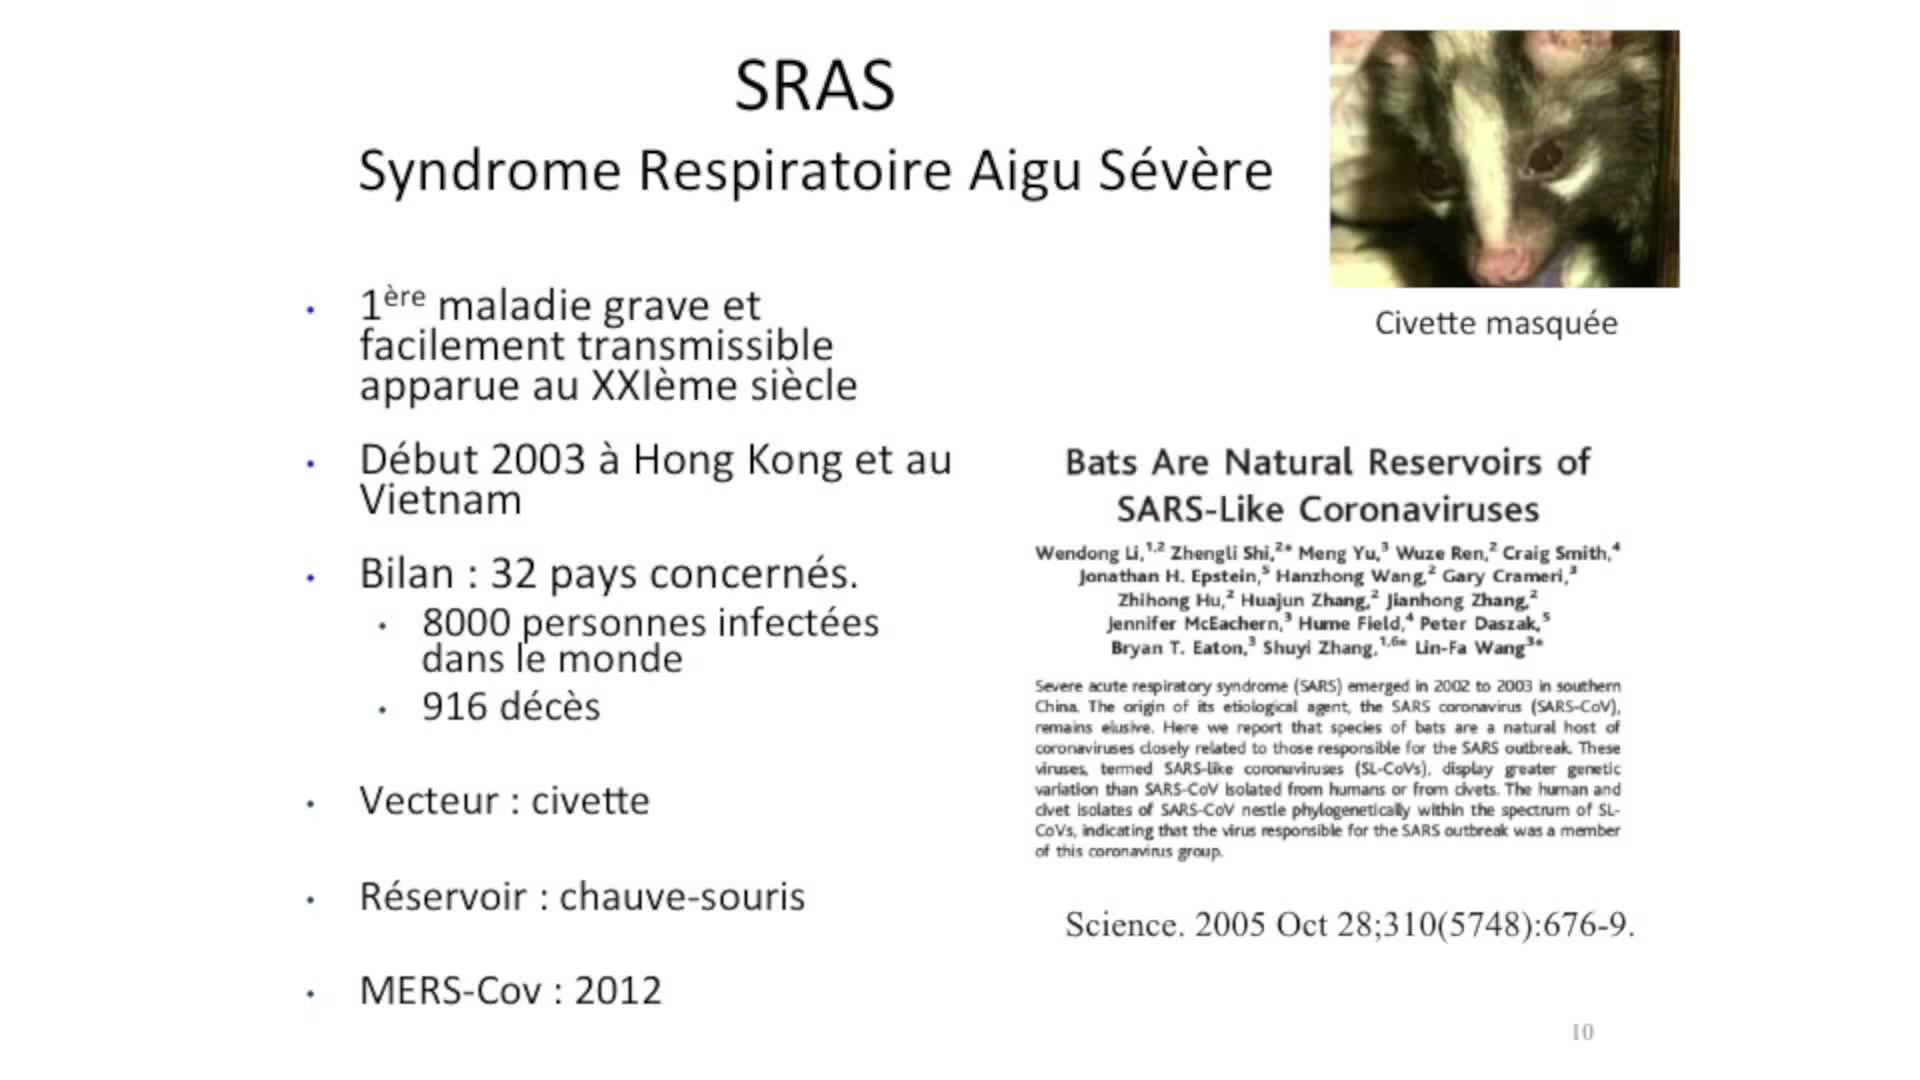 SRAS
Syndrome Respiratoire Aigu Sévère
Civette masquée
• 1ère maladie grave et
facilement transmissible
apparue au XXIème siècle
• Début 2003 à Hong Kong et au
Vietnam
• Bilan : 32 pays concernés.
• 8000 personnes infectées
dans le monde
• 916 décès
• Vecteur : civette
• Réservoir : chauve-souris
• MERS-Cov : 2012
Bats Are Natural Reservoirs of
SARS-Like Coronaviruses
Wendong Li,1,2 Zhengli Shi,2* Meng Yu,3 Wuze Ren,2 Craig Smith,4
Jonathan H. Epstein,5 Hanzhong Wang,2 Gary Crameri,3
Zhihong Hu,2 Huajun Zhang,2 Jianhong Zhang,2
Jennifer McEachern,3 Hume Field,4 Peter Daszak,5
Bryan T. Eaton,3 Shuyi Zhang,1,6* Lin-Fa Wang3*
Severe acute respiratory syndrome (SARS) emerged in 2002 to 2003 in southern
China. The origin of its etiological agent, the SARS coronavirus (SARS-CoV),
remains elusive. Here we report that species of bats are a natural host of
coronaviruses closely related to those responsible for the SARS outbreak. These
viruses, termed SARS-like coronaviruses (SL-CoVs), display greater genetic
variation than SARS-CoV isolated from humans or from civets. The human and
civet isolates of SARS-CoV nestle phylogenetically within the spectrum of SL-
CoVs, indicating that the virus responsible for the SARS outbreak was a member
of this coronavirus group.
Science. 2005 Oct 28;310(5748):676-9.
10